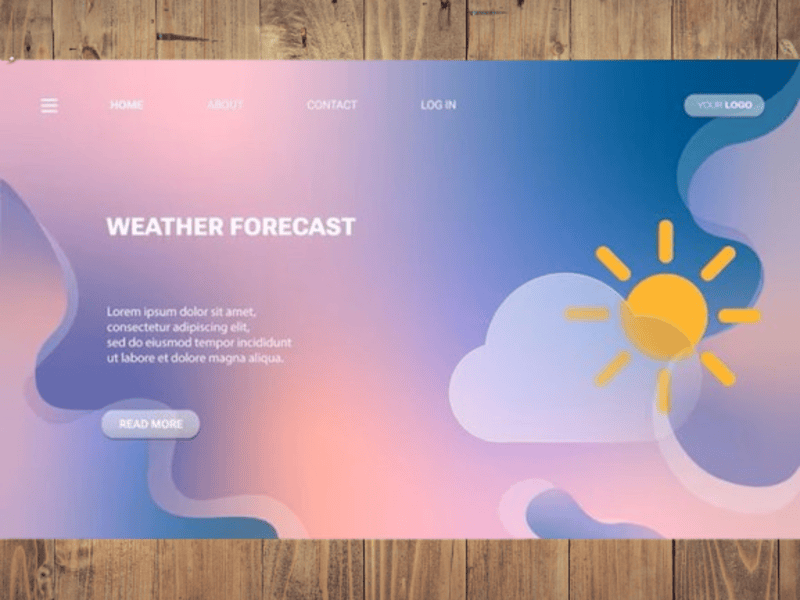 HOME ABOUT CONTACT LOG IN YOUR LOGO
WEATHER FORECAST
Lorem ipsum dolor sit amet,
consectetur adipiscing elit,
sed do eiusmod tempor incididunt
ut labore et dolore magna aliqua.
READ MORE